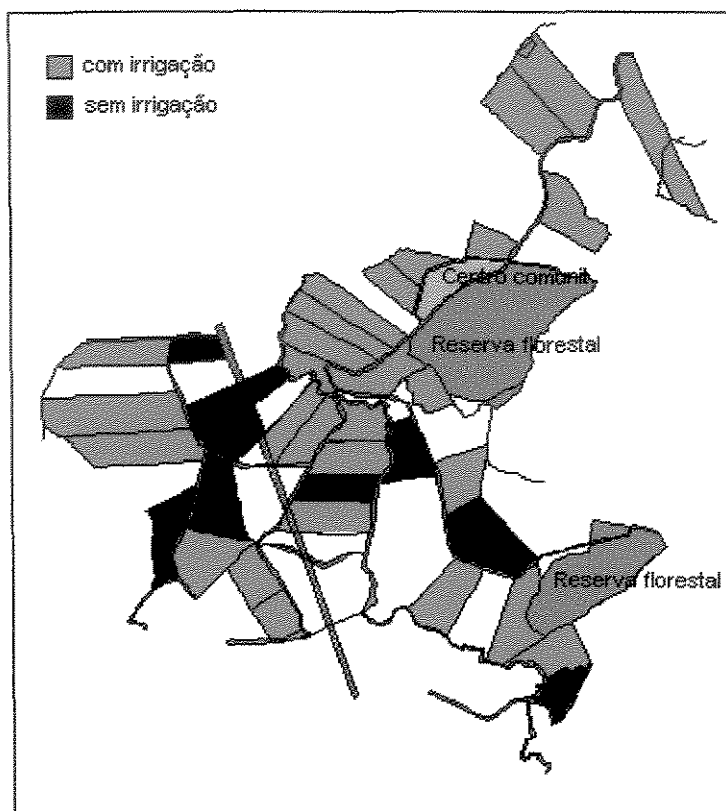 com irrigação
sem irrigação
Centro comunit.
Reserva florestal
Reserva florestal